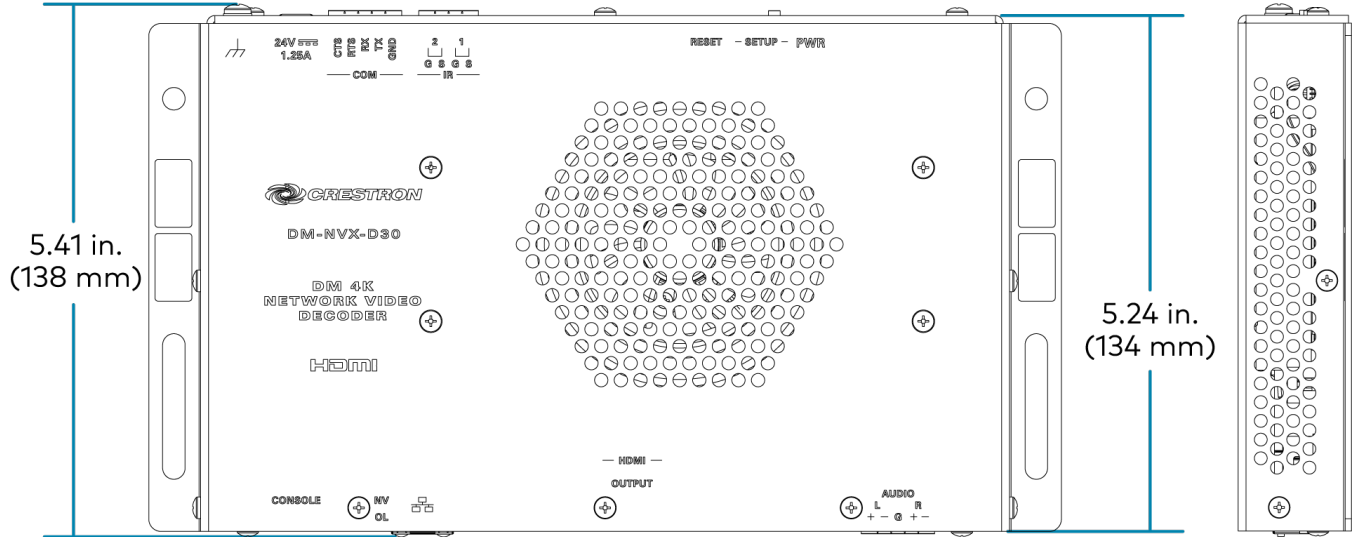 24V
1.25A
CTS
RTS
RX
TX
GND
COM
2 1
G S G S
IR
RESET – SETUP – PWR
CRESTRON
DM-NVX-D30
DM 4K
NETWORK VIDEO
DECODER
HDMI
5.41 in.
(138 mm)
5.24 in.
(134 mm)
– HDMI –
OUTPUT
CONSOLE
NV
OL
AUDIO
L R
+ – G + –